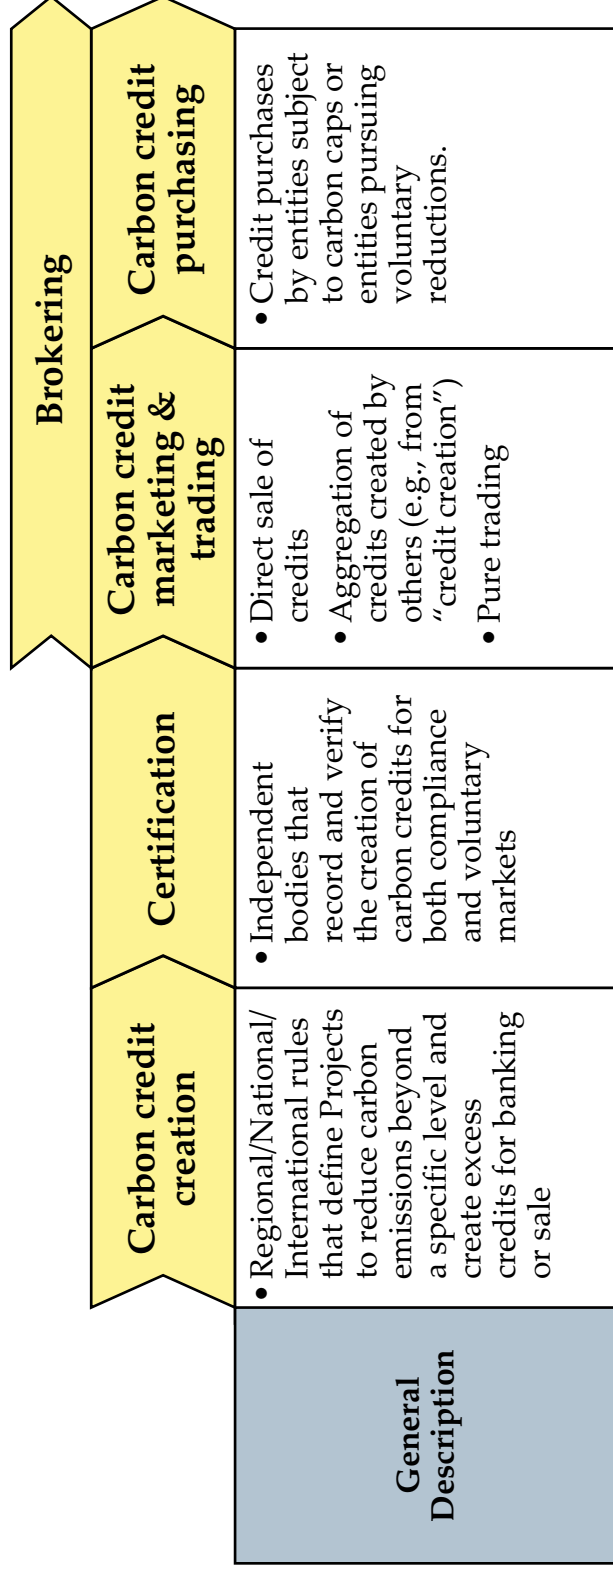 Brokering
Carbon credit
creation
Certification
Carbon credit
marketing &
trading
Carbon credit
purchasing
General
Description
• Regional/National/
International rules
that define Projects
to reduce carbon
emissions beyond
a specific level and
create excess
credits for banking
or sale
• Independent
bodies that
record and verify
the creation of
carbon credits for
both compliance
and voluntary
markets
• Direct sale of
credits
• Aggregation of
credits created by
others (e.g., from
“credit creation”)
• Pure trading
• Credit purchases
by entities subject
to carbon caps or
entities pursuing
voluntary
reductions.